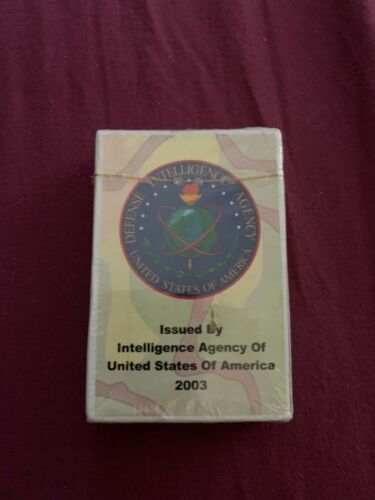 DEFENSE INTELLIGENCE AGENCY
UNITED STATES OF AMERICA
Issued By
Intelligence Agency Of
United States Of America
2003